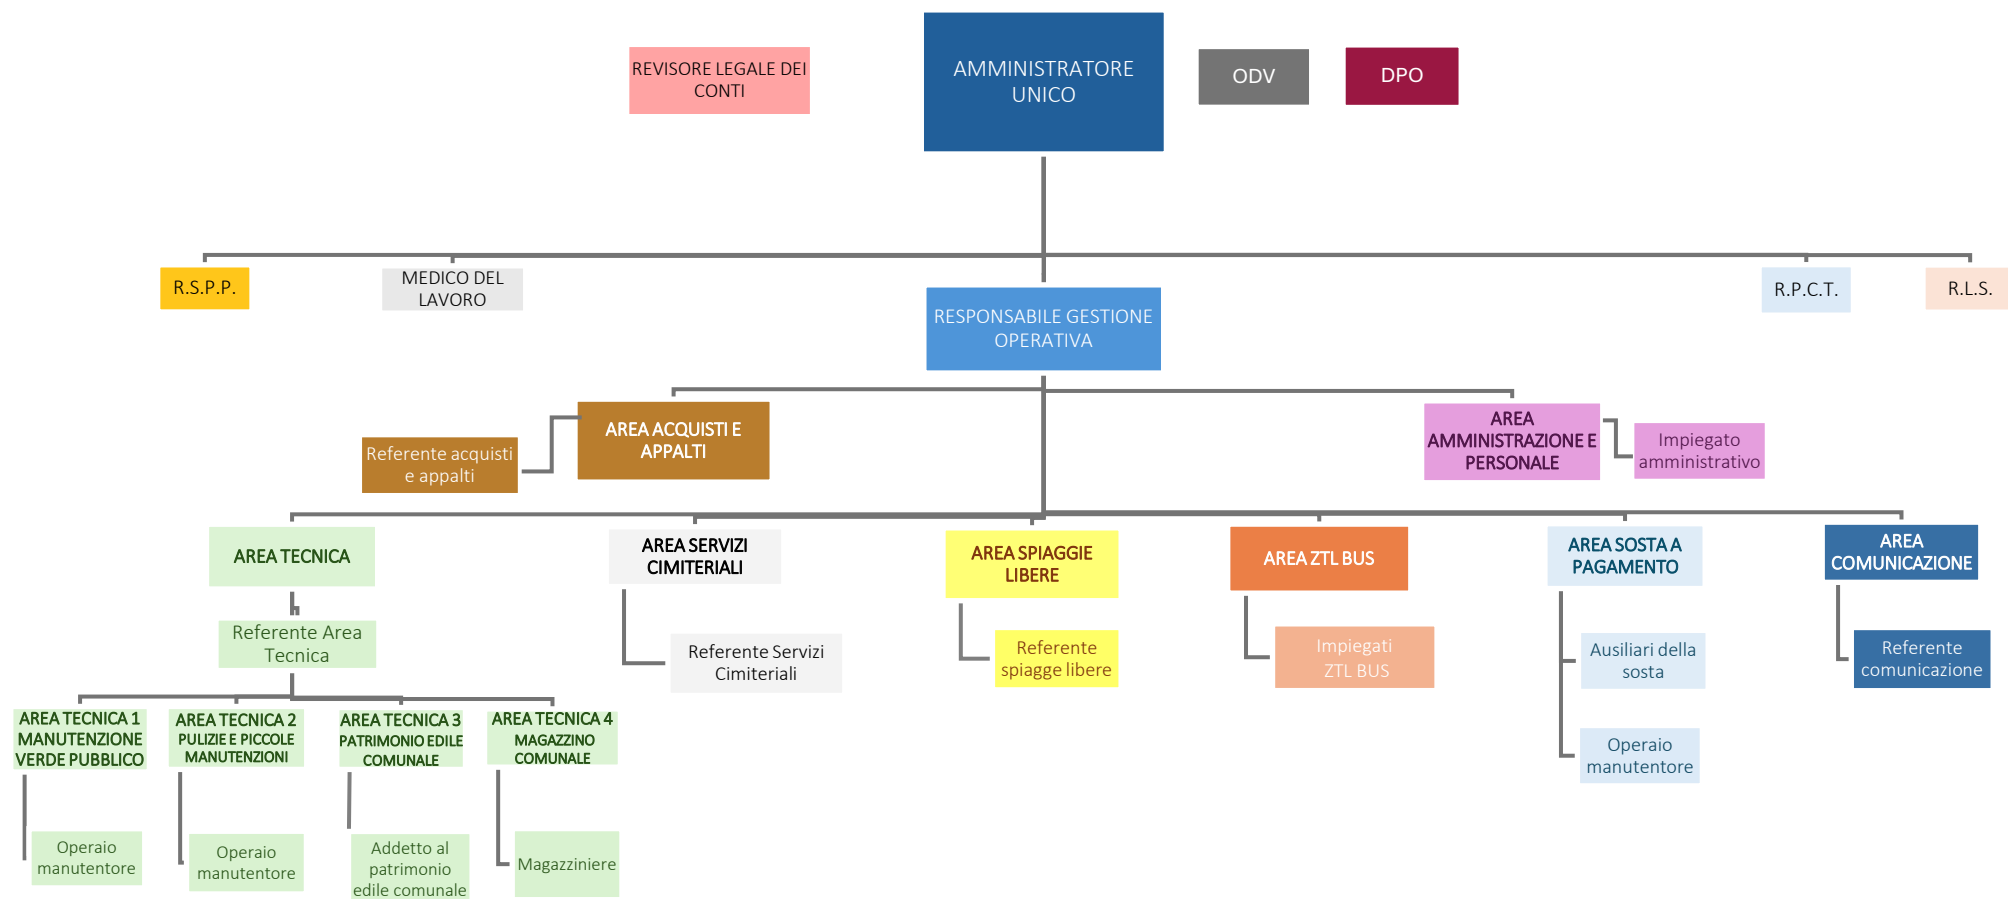 REVISORE LEGALE DEI
CONTI
AMMINISTRATORE
UNICO
ODV
DPO
R.S.P.P.
MEDICO DEL
LAVORO
RESPONSABILE GESTIONE
OPERATIVA
R.P.C.T.
R.L.S.
Referente acquisti
e appalti
AREA ACQUISTI E
APPALTI
AREA
AMMINISTRAZIONE E
PERSONALE
Impiegato
amministrativo
AREA TECNICA
AREA SERVIZI
CIMITERIALI
AREA SPIAGGIE
LIBERE
AREA ZTL BUS
AREA SOSTA A
PAGAMENTO
AREA
COMUNICAZIONE
Referente Area
Tecnica
Referente Servizi
Cimiteriali
Referente
spiagge libere
Impiegati
ZTL BUS
Ausiliari della
sosta
Referente
comunicazione
Operaio
manutentore
AREA TECNICA 1
MANUTENZIONE
VERDE PUBBLICO
AREA TECNICA 2
PULIZIE E PICCOLE
MANUTENZIONI
AREA TECNICA 3
PATRIMONIO EDILE
COMUNALE
AREA TECNICA 4
MAGAZZINO
COMUNALE
Operaio
manutentore
Operaio
manutentore
Addetto al
patrimonio
edile comunale
Magazziniere